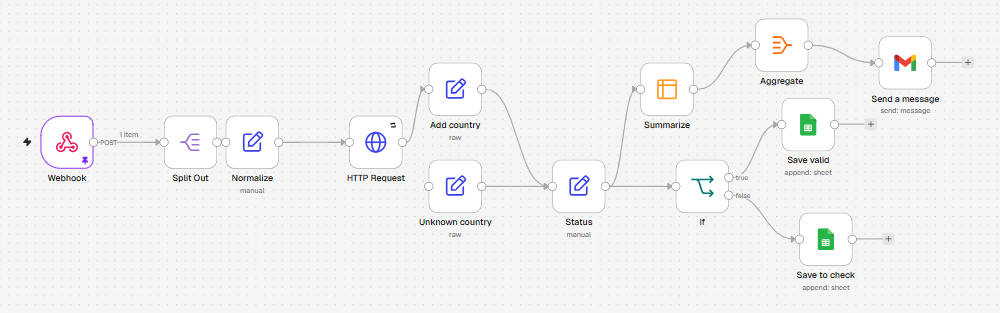 Webhook
POST
1 item
Split Out
Normalize
manual
HTTP Request
Add country
raw
Unknown country
raw
Status
manual
Summarize
If
true
false
Aggregate
Send a message
send: message
Save valid
append: sheet
Save to check
append: sheet